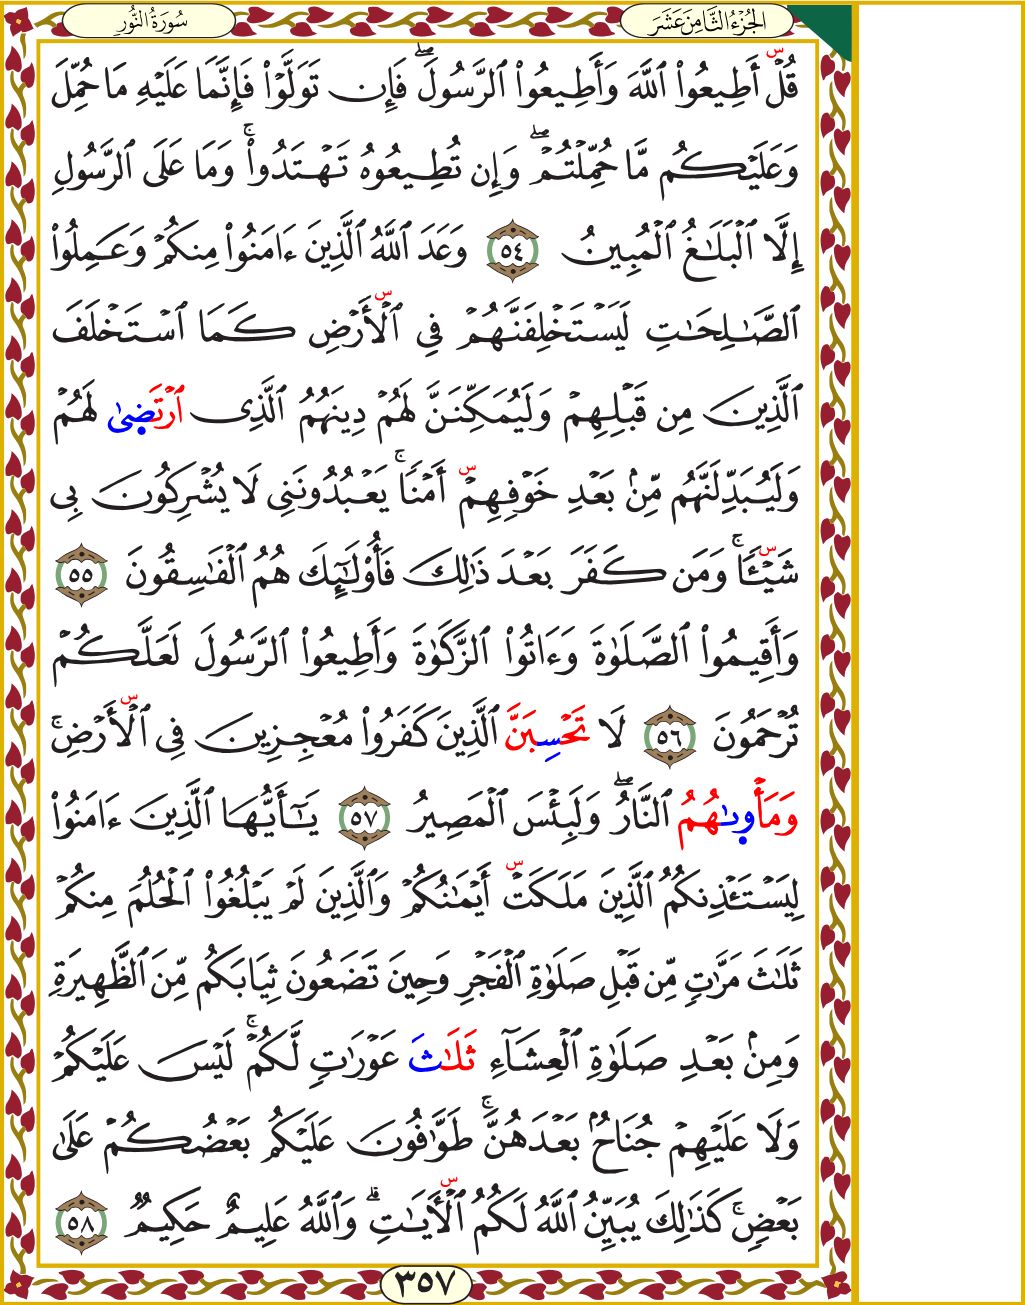 الجُزْءُ الثَّامِنَ عَشَرَ
سُورَةُ النُّورِ
قُلۡ أَطِيعُواْ ٱللَّهَ وَأَطِيعُواْ ٱلرَّسُولَۖ فَإِن تَوَلَّوۡاْ فَإِنَّمَا عَلَيۡهِ مَا حُمِّلَ
وَعَلَيۡكُم مَّا حُمِّلۡتُمۡۖ وَإِن تُطِيعُوهُ تَهۡتَدُواْۚ وَمَا عَلَى ٱلرَّسُولِ
إِلَّا ٱلۡبَلَٰغُ ٱلۡمُبِينُ ٥٤ وَعَدَ ٱللَّهُ ٱلَّذِينَ ءَامَنُواْ مِنكُمۡ وَعَمِلُواْ
ٱلصَّٰلِحَٰتِ لَيَسۡتَخۡلِفَنَّهُمۡ فِي ٱلۡأَرۡضِ كَمَا ٱسۡتَخۡلَفَ
ٱلَّذِينَ مِن قَبۡلِهِمۡ وَلَيُمَكِّنَنَّ لَهُمۡ دِينَهُمُ ٱلَّذِي ٱرۡتَضِىٰ لَهُمۡ
وَلَيُبَدِّلَنَّهُم مِّنۢ بَعۡدِ خَوۡفِهِمۡ أَمۡنٗاۚ يَعۡبُدُونَنِي لَا يُشۡرِكُونَ بِي
شَيۡـٔٗاۚ وَمَن كَفَرَ بَعۡدَ ذَٰلِكَ فَأُوْلَٰٓئِكَ هُمُ ٱلۡفَٰسِقُونَ ٥٥
وَأَقِيمُواْ ٱلصَّلَوٰةَ وَءَاتُواْ ٱلزَّكَوٰةَ وَأَطِيعُواْ ٱلرَّسُولَ لَعَلَّكُمۡ
تُرۡحَمُونَ ٥٦ لَا تَحۡسِبَنَّ ٱلَّذِينَ كَفَرُواْ مُعۡجِزِينَ فِي ٱلۡأَرۡضِۚ
وَمَأۡوِىٰهُمُ ٱلنَّارُۖ وَلَبِئۡسَ ٱلۡمَصِيرُ ٥٧ يَٰٓأَيُّهَا ٱلَّذِينَ ءَامَنُواْ
لِيَسۡتَـٔۡذِنكُمُ ٱلَّذِينَ مَلَكَتۡ أَيۡمَٰنُكُمۡ وَٱلَّذِينَ لَمۡ يَبۡلُغُواْ ٱلۡحُلُمَ مِنكُمۡ
ثَلَٰثَ مَرَّٰتٖ مِّن قَبۡلِ صَلَوٰةِ ٱلۡفَجۡرِ وَحِينَ تَضَعُونَ ثِيَابَكُم مِّنَ ٱلظَّهِيرَةِ
وَمِنۢ بَعۡدِ صَلَوٰةِ ٱلۡعِشَآءِ ثَلَٰثَ عَوۡرَٰتٖ لَّكُمۡۚ لَيۡسَ عَلَيۡكُمۡ
وَلَا عَلَيۡهِمۡ جُنَاحُۢ بَعۡدَهُنَّۚ طَوَّٰفُونَ عَلَيۡكُم بَعۡضُكُمۡ عَلَىٰ
بَعۡضٖۚ كَذَٰلِكَ يُبَيِّنُ ٱللَّهُ لَكُمُ ٱلۡأٓيَٰتِۗ وَٱللَّهُ عَلِيمٌ حَكِيمٞ ٥٨
٣٥٧